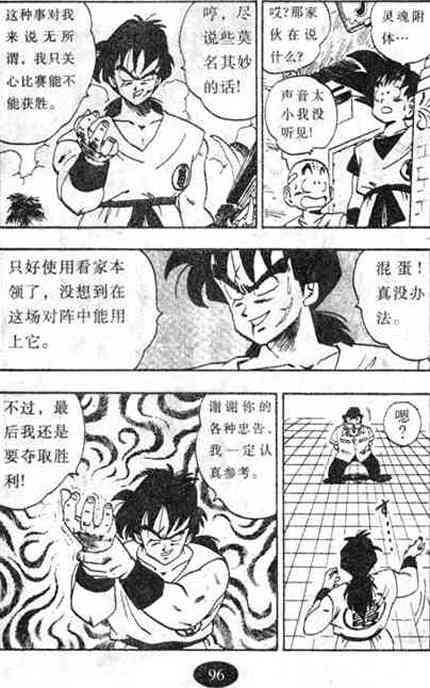 灵魂附
体…
哎？那家
伙在说
什么？
声音太
小我没
听见！
哼，尽
说些莫
名其妙
的话！
这种事对我
来说无所
谓，我只关
心比赛能不
能获胜。
混蛋！
真没办
法。
只好使用看家本
领了，没想到在
这场对阵中能用
上它。
嗯？
す…
谢谢你的
各种忠告、
我一定认
真参考。
不过，最
后我还是
要夺取胜
利！
96